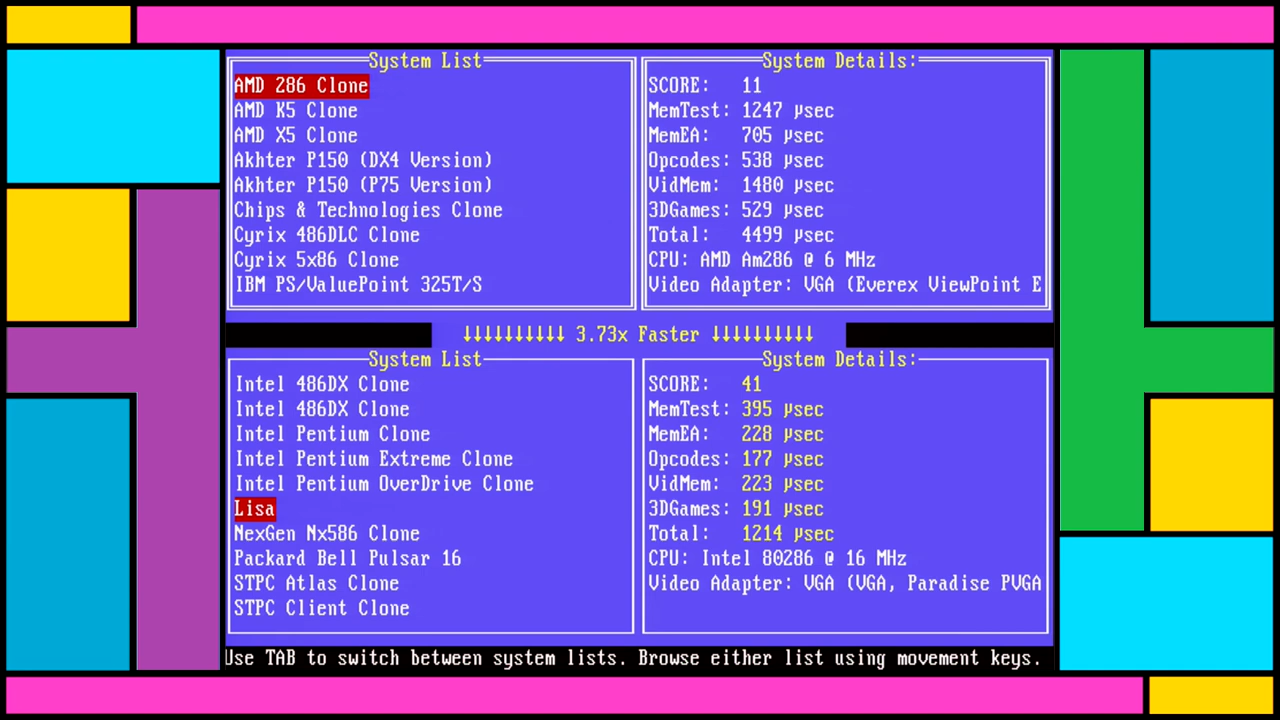 System List
AMD 286 Clone
AMD K5 Clone
AMD X5 Clone
Akhter P150 (DX4 Version)
Akhter P150 (P75 Version)
Chips & Technologies Clone
Cyrix 486DLC Clone
Cyrix 5x86 Clone
IBM PS/ValuePoint 325T/S
System Details:
SCORE: 11
MemTest: 1247 µsec
MemEA: 705 µsec
Opcodes: 538 µsec
VidMem: 1480 µsec
3DGames: 529 µsec
Total: 4499 µsec
CPU: AMD Am286 @ 6 MHz
Video Adapter: VGA (Everex ViewPoint E
↓↓↓↓↓↓↓↓↓↓ 3.73x Faster ↓↓↓↓↓↓↓↓↓↓
System List
Intel 486DX Clone
Intel 486DX Clone
Intel Pentium Clone
Intel Pentium Extreme Clone
Intel Pentium OverDrive Clone
Lisa
NexGen Nx586 Clone
Packard Bell Pulsar 16
STPC Atlas Clone
STPC Client Clone
System Details:
SCORE: 41
MemTest: 395 µsec
MemEA: 228 µsec
Opcodes: 177 µsec
VidMem: 223 µsec
3DGames: 191 µsec
Total: 1214 µsec
CPU: Intel 80286 @ 16 MHz
Video Adapter: VGA (VGA, Paradise PVGA
Use TAB to switch between system lists. Browse either list using movement keys.